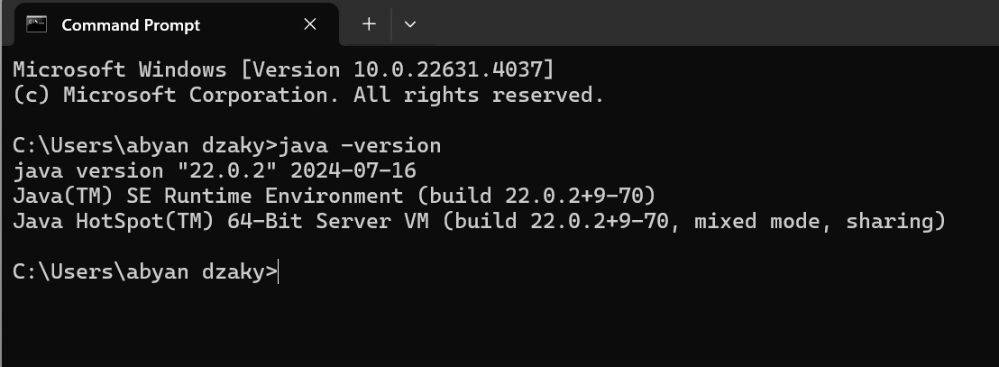 Command Prompt
Microsoft Windows [Version 10.0.22631.4037]
(c) Microsoft Corporation. All rights reserved.
C:\Users\abyan dzaky>java -version
java version "22.0.2" 2024-07-16
Java(TM) SE Runtime Environment (build 22.0.2+9-70)
Java HotSpot(TM) 64-Bit Server VM (build 22.0.2+9-70, mixed mode, sharing)
C:\Users\abyan dzaky>